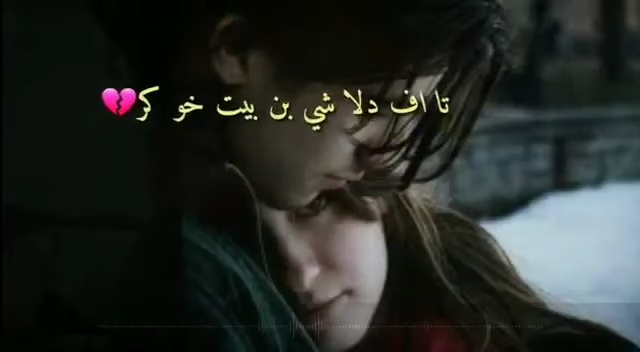 تا اف دلا شي بن بيت خو كر💔